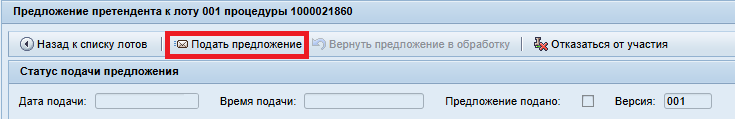 Предложение претендента к лоту 001 процедуры 1000021860
Назад к списку лотов Подать предложение Вернуть предложение в обработку Отказаться от участия
Статус подачи предложения
Дата подачи: Время подачи: Предложение подано: Версия: 001